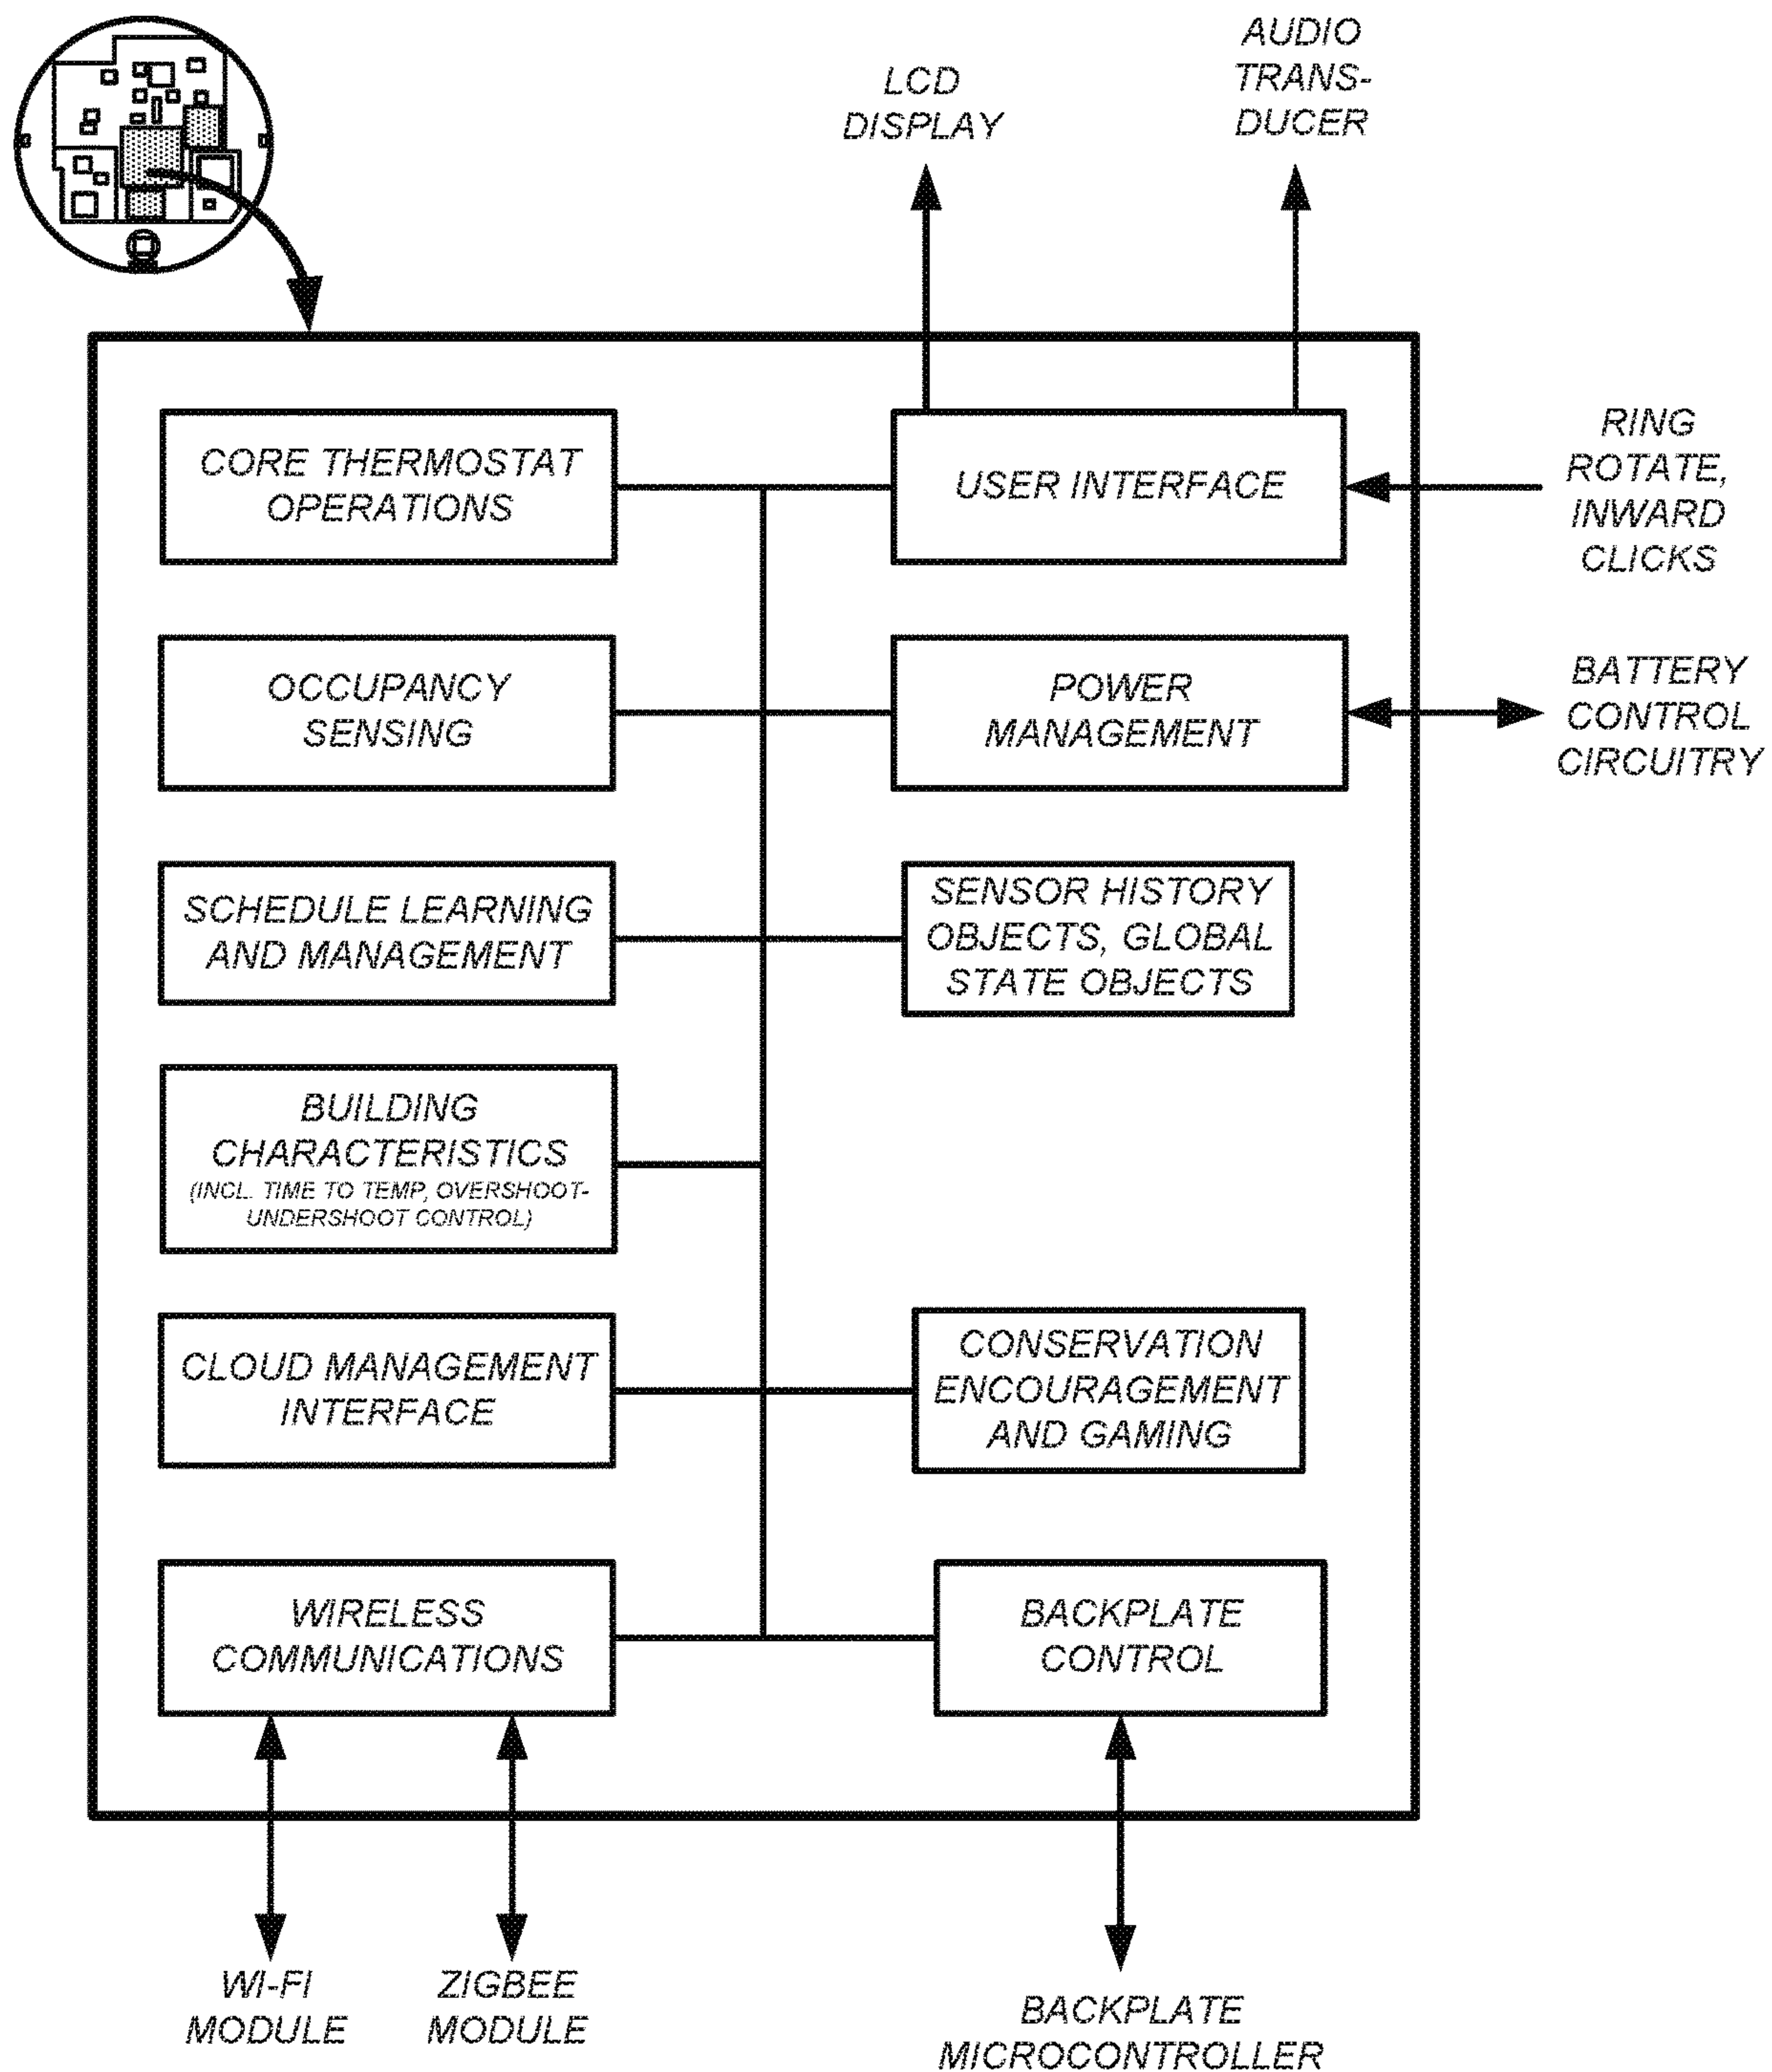 LCD
DISPLAY
AUDIO
TRANS-
DUCER
CORE THERMOSTAT
OPERATIONS
USER INTERFACE
RING
ROTATE,
INWARD
CLICKS
OCCUPANCY
SENSING
POWER
MANAGEMENT
BATTERY
CONTROL
CIRCUITRY
SCHEDULE LEARNING
AND MANAGEMENT
SENSOR HISTORY
OBJECTS, GLOBAL
STATE OBJECTS
BUILDING
CHARACTERISTICS
(INCL. TIME TO TEMP, OVERSHOOT-
UNDERSHOOT CONTROL)
CLOUD MANAGEMENT
INTERFACE
CONSERVATION
ENCOURAGEMENT
AND GAMING
WIRELESS
COMMUNICATIONS
BACKPLATE
CONTROL
WI-FI
MODULE
ZIGBEE
MODULE
BACKPLATE
MICROCONTROLLER